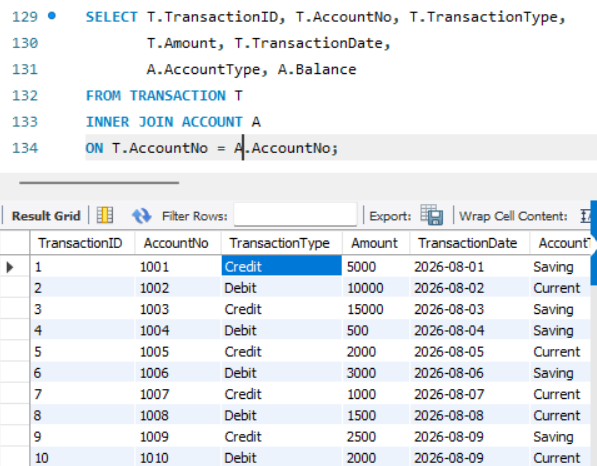 129 SELECT T.TransactionID, T.AccountNo, T.TransactionType,
130 T.Amount, T.TransactionDate,
131 A.AccountType, A.Balance
132 FROM TRANSACTION T
133 INNER JOIN ACCOUNT A
134 ON T.AccountNo = A.AccountNo;
Result Grid Filter Rows: Export: Wrap Cell Content:
TransactionID AccountNo TransactionType Amount TransactionDate AccountT
1 1001 Credit 5000 2026-08-01 Saving
2 1002 Debit 10000 2026-08-02 Current
3 1003 Credit 15000 2026-08-03 Saving
4 1004 Debit 500 2026-08-04 Saving
5 1005 Credit 2000 2026-08-05 Current
6 1006 Debit 3000 2026-08-06 Saving
7 1007 Credit 1000 2026-08-07 Current
8 1008 Debit 1500 2026-08-08 Current
9 1009 Credit 2500 2026-08-09 Saving
10 1010 Debit 2000 2026-08-09 Current